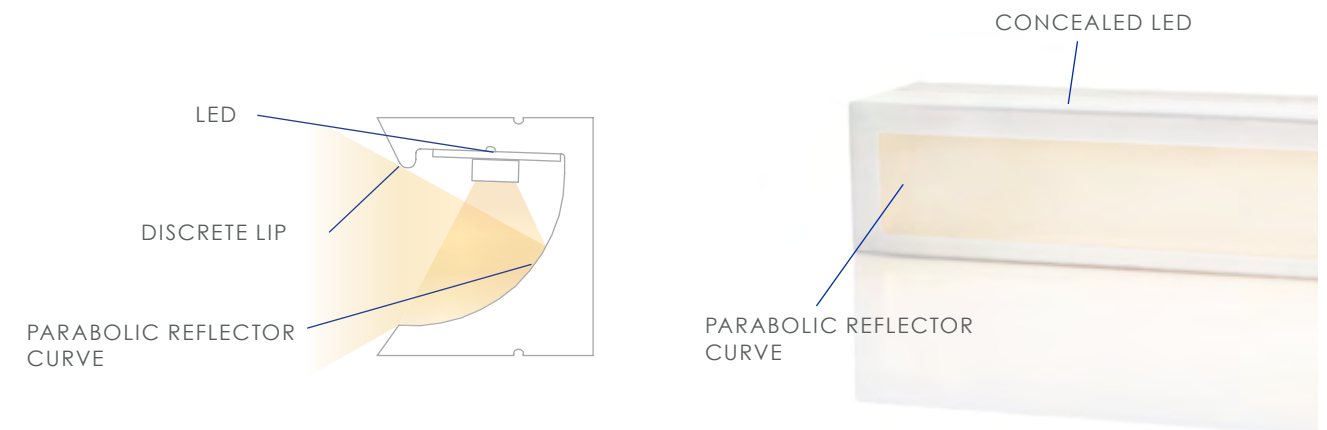 CONCEALED LED
LED
DISCRETE LIP
PARABOLIC REFLECTOR
CURVE
PARABOLIC REFLECTOR
CURVE